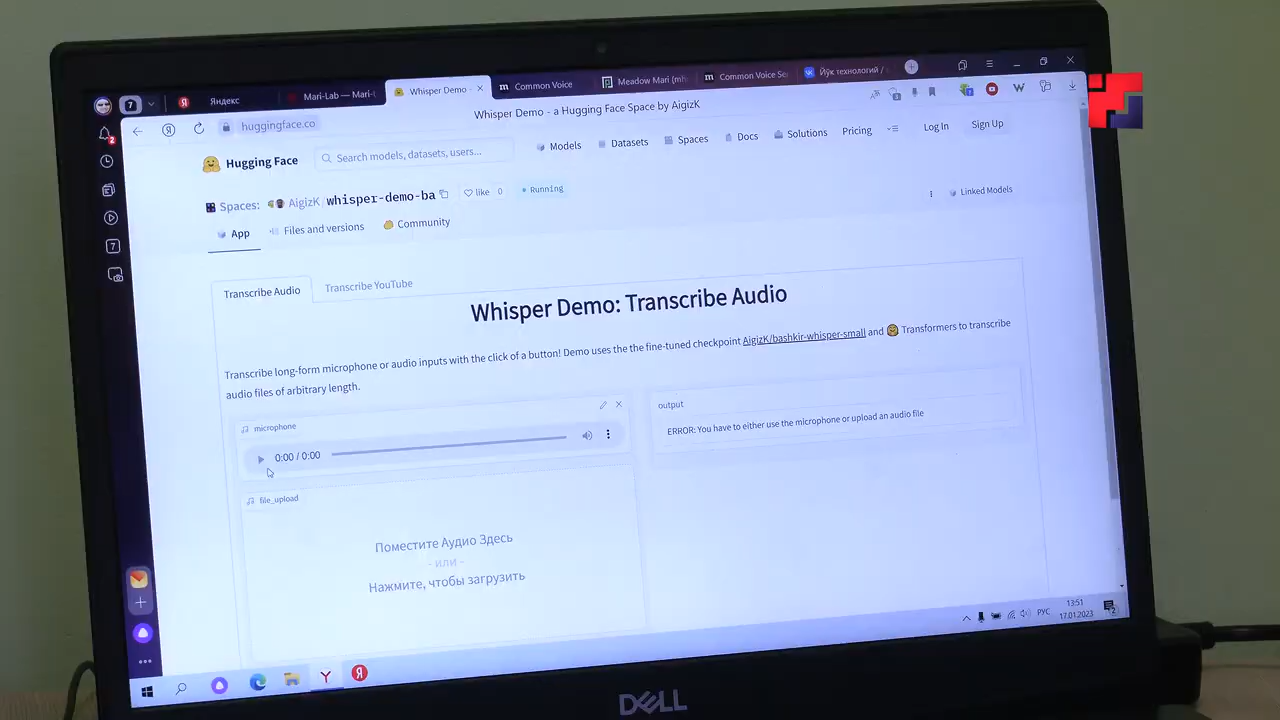 7 Яндекс Mari-Lab — Mari-L Whisper Demo - Common Voice Meadow Mari (mh Common Voice Se Йӱк технологий /
huggingface.co Whisper Demo - a Hugging Face Space by AigizK
Hugging Face Search models, datasets, users... Models Datasets Spaces Docs Solutions Pricing Log In Sign Up
Spaces: AigizK whisper-demo-ba like 0 Running Linked Models
App Files and versions Community
Transcribe Audio Transcribe YouTube
Whisper Demo: Transcribe Audio
Transcribe long-form microphone or audio inputs with the click of a button! Demo uses the the fine-tuned checkpoint AigizK/bashkir-whisper-small and Transformers to transcribe
audio files of arbitrary length.
microphone
0:00 / 0:00
output
ERROR: You have to either use the microphone or upload an audio file
file_upload
Поместите Аудио Здесь
- или -
Нажмите, чтобы загрузить
РУС 13:51
17.01.2023
DELL